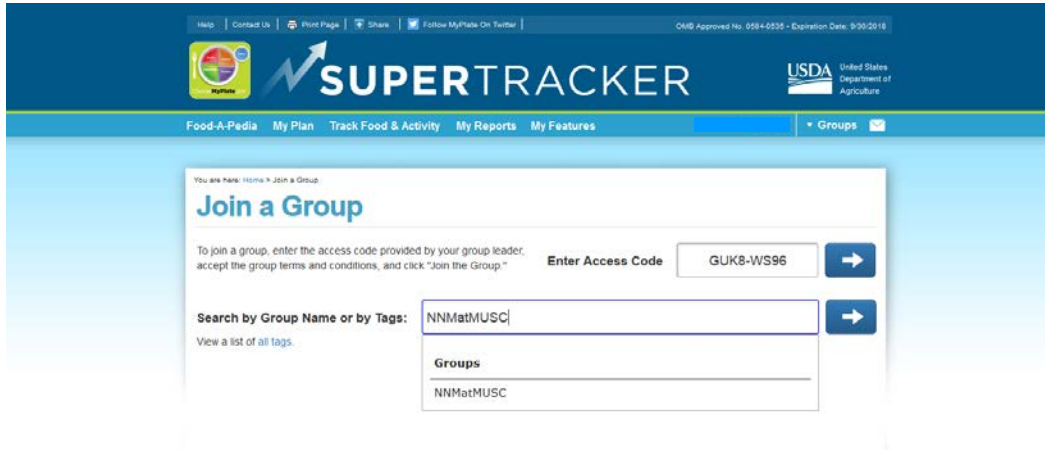 Help | Contact Us | Print Page | Share | Follow MyPlate On Twitter |
OMB Approved No. 0584-0535 - Expiration Date: 9/30/2018
MyPlate
SUPERTRACKER
USDA
United States
Department of
Agriculture
Food-A-Pedia My Plan Track Food & Activity My Reports My Features
Groups
You are here: Home > Join a Group
Join a Group
To join a group, enter the access code provided by your group leader,
accept the group terms and conditions, and click "Join the Group."
Enter Access Code
GUK8-WS96
Search by Group Name or by Tags:
NNMatMUSC
View a list of all tags.
Groups
NNMatMUSC